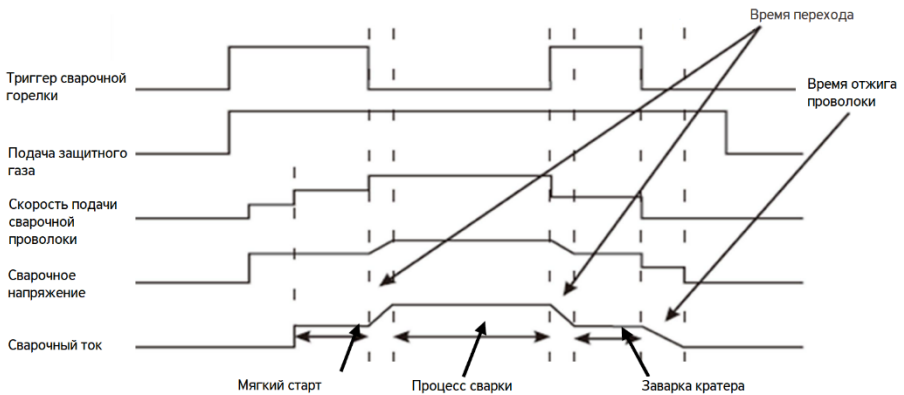 Время перехода
Триггер сварочной
горелки
Время отжига
проволоки
Подача защитного
газа
Скорость подачи
сварочной
проволоки
Сварочное
напряжение
Сварочный ток
Мягкий старт
Процесс сварки
Заварка кратера